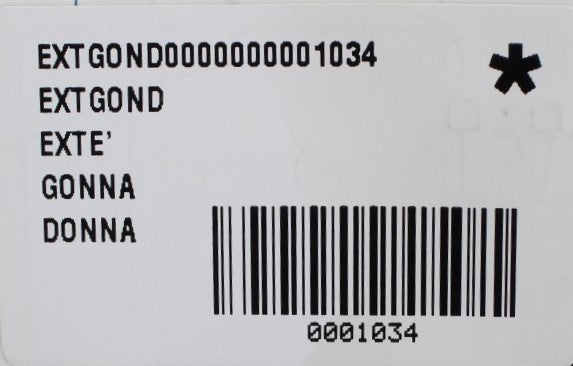 EXTGOND0000000001034
EXTGOND
EXTE'
GONNA
DONNA
0001034